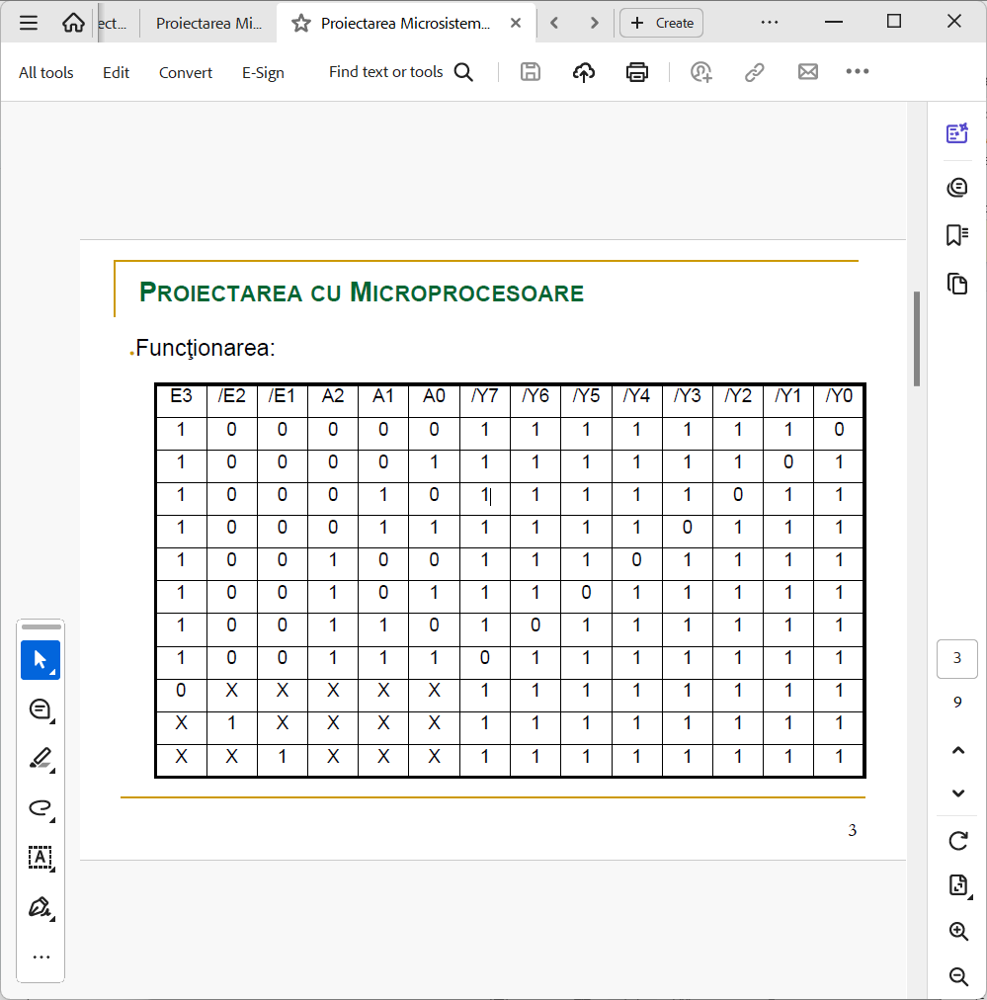 ect...
Proiectarea Mi...
Proiectarea Microsistem...
Create
All tools
Edit
Convert
E-Sign
Find text or tools
PROIECTAREA CU MICROPROCESOARE
Funcţionarea:
E3 /E2 /E1 A2 A1 A0 /Y7 /Y6 /Y5 /Y4 /Y3 /Y2 /Y1 /Y0
1 0 0 0 0 0 1 1 1 1 1 1 1 0
1 0 0 0 0 1 1 1 1 1 1 1 0 1
1 0 0 0 1 0 1 1 1 1 1 0 1 1
1 0 0 0 1 1 1 1 1 1 0 1 1 1
1 0 0 1 0 0 1 1 1 0 1 1 1 1
1 0 0 1 0 1 1 1 0 1 1 1 1 1
1 0 0 1 1 0 1 0 1 1 1 1 1 1
1 0 0 1 1 1 0 1 1 1 1 1 1 1
0 X X X X X 1 1 1 1 1 1 1 1
X 1 X X X X 1 1 1 1 1 1 1 1
X X 1 X X X 1 1 1 1 1 1 1 1
3
3
9